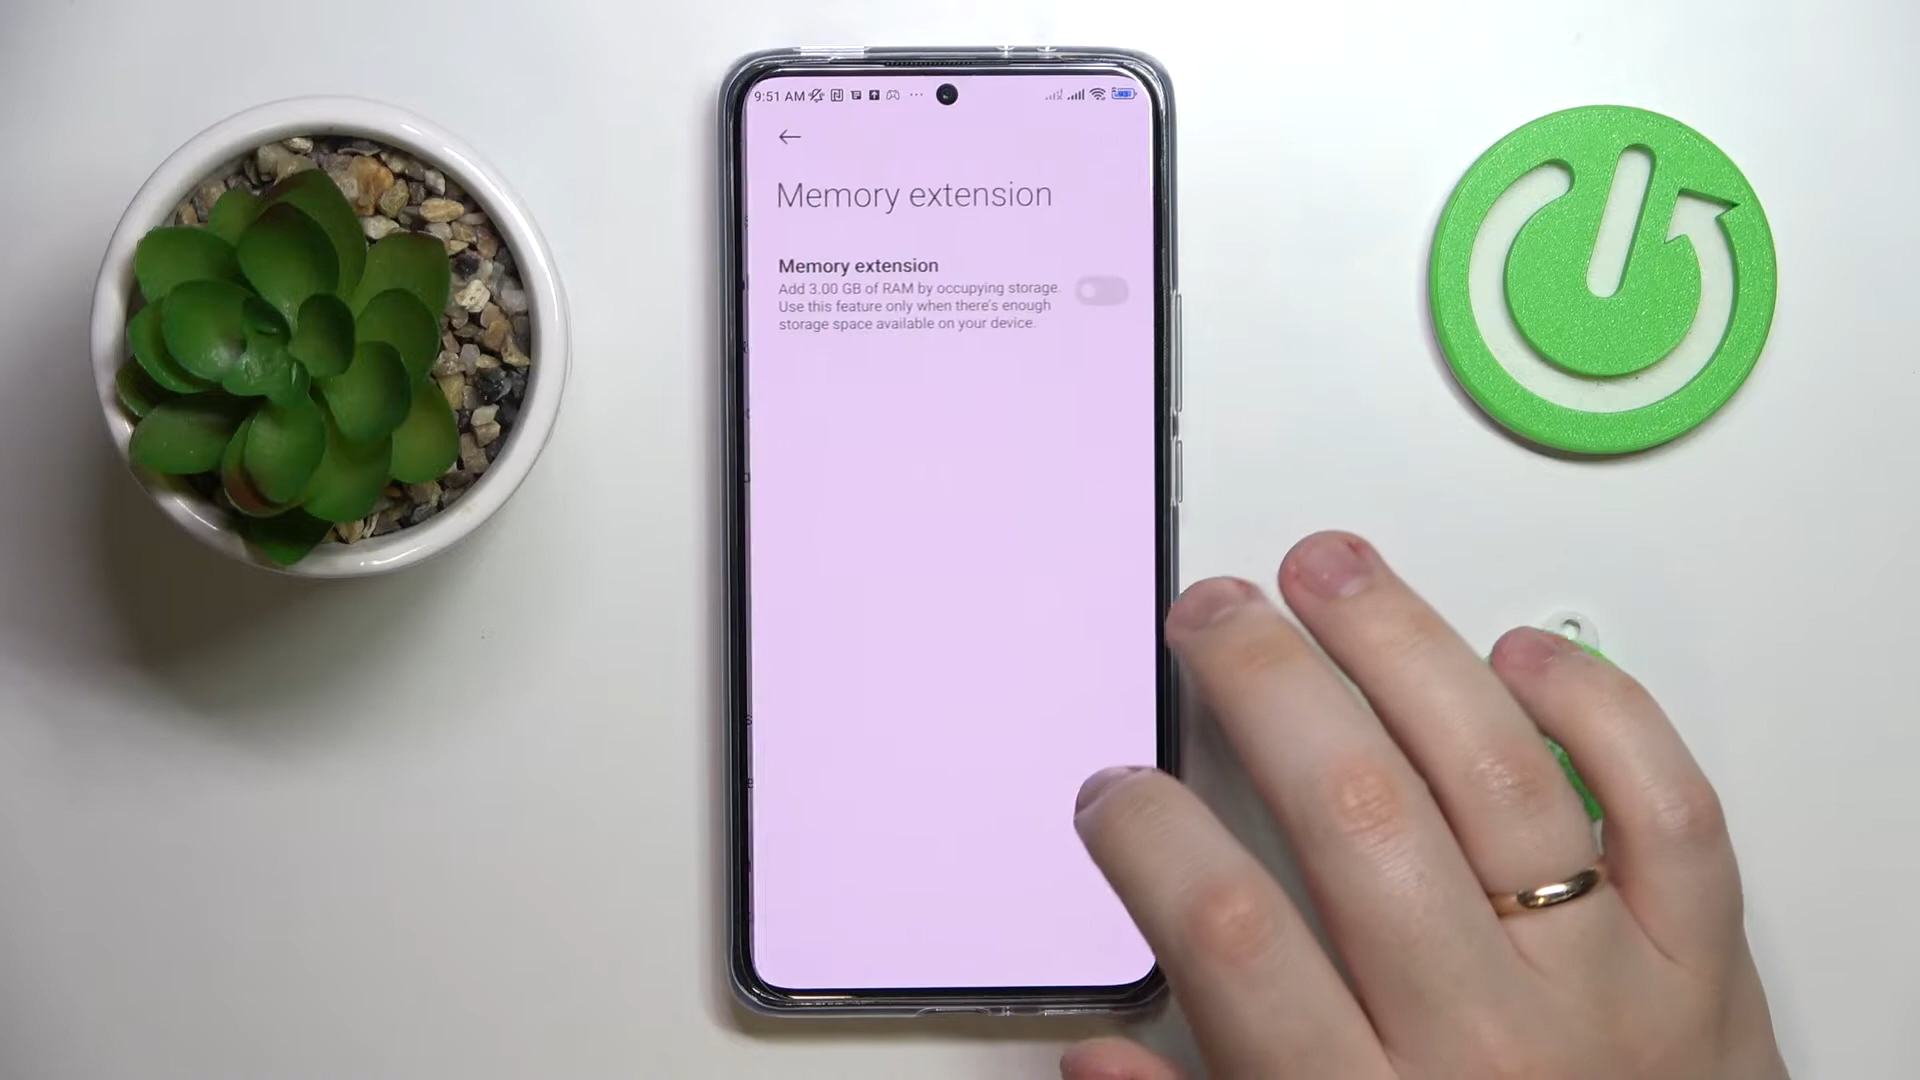 9:51 AM
Memory extension
Memory extension
Add 3.00 GB of RAM by occupying storage.
Use this feature only when there's enough
storage space available on your device.